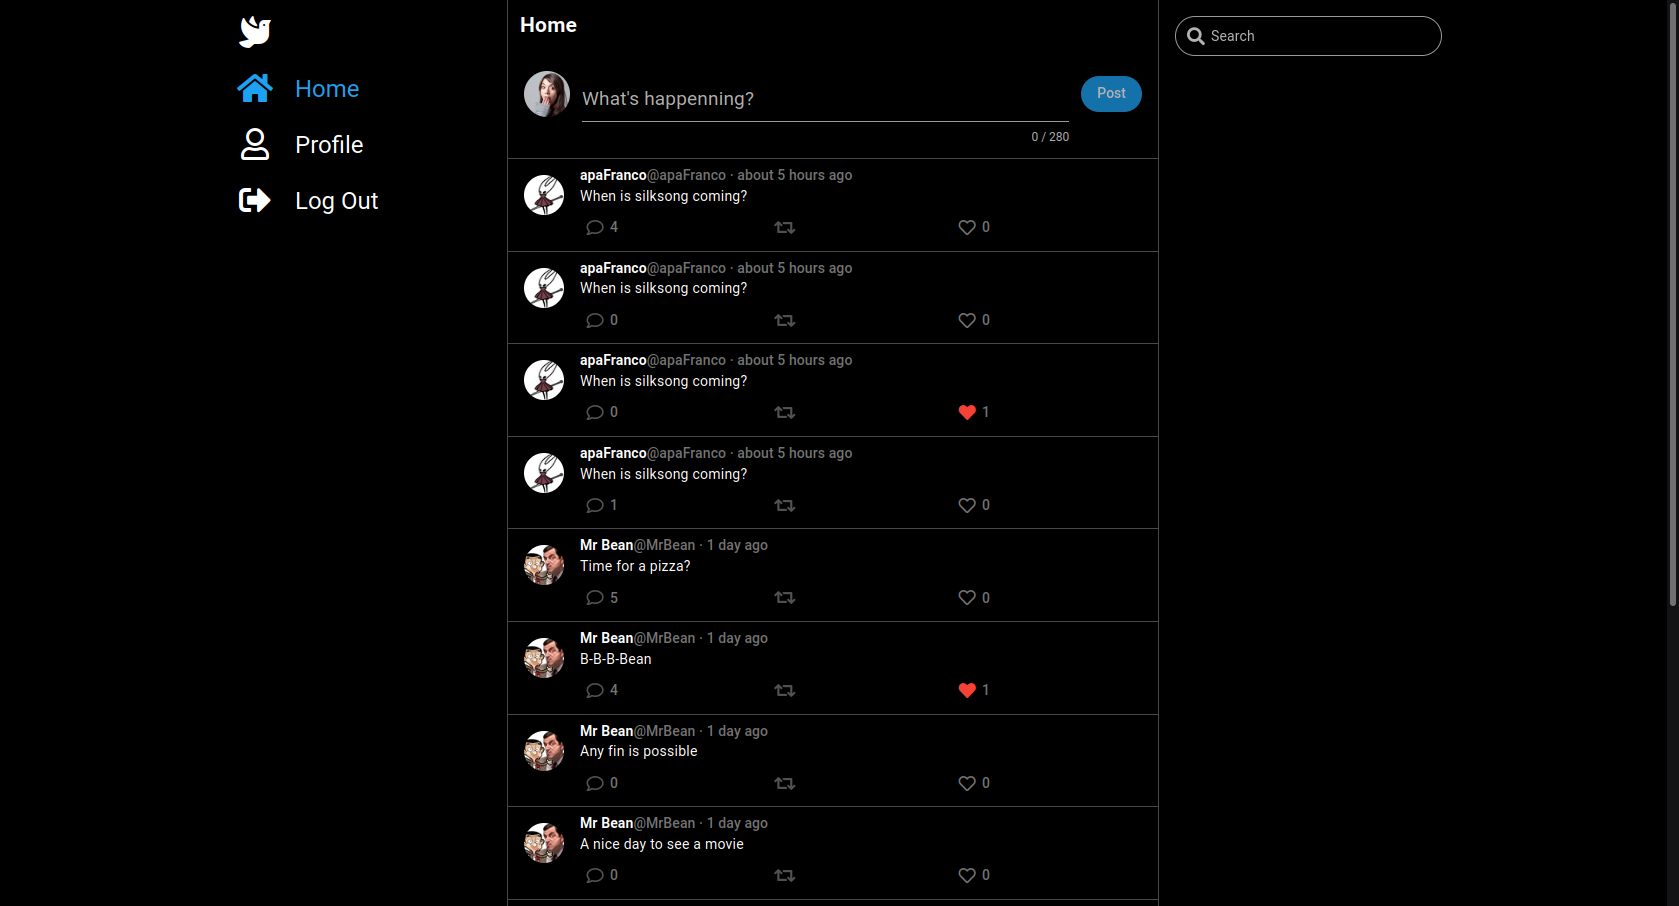 Home
Profile
Log Out
Home
What's happenning?
Post
0 / 280
apaFranco@apaFranco · about 5 hours ago
When is silksong coming?
4 0
apaFranco@apaFranco · about 5 hours ago
When is silksong coming?
0 0
apaFranco@apaFranco · about 5 hours ago
When is silksong coming?
0 1
apaFranco@apaFranco · about 5 hours ago
When is silksong coming?
1 0
Mr Bean@MrBean · 1 day ago
Time for a pizza?
5 0
Mr Bean@MrBean · 1 day ago
B-B-B-Bean
4 1
Mr Bean@MrBean · 1 day ago
Any fin is possible
0 0
Mr Bean@MrBean · 1 day ago
A nice day to see a movie
0 0
Search